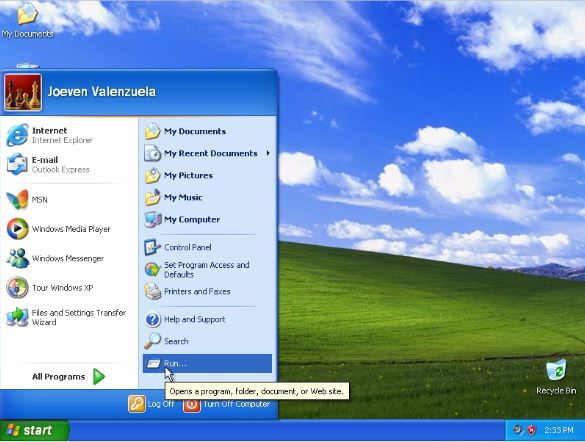 My Documents
Joeven Valenzuela
Internet
Internet Explorer
E-mail
Outlook Express
MSN
Windows Media Player
Windows Messenger
Tour Windows XP
Files and Settings Transfer
Wizard
All Programs
My Documents
My Recent Documents
My Pictures
My Music
My Computer
Control Panel
Set Program Access and
Defaults
Printers and Faxes
Help and Support
Search
Run...
Opens a program, folder, document, or Web site.
Log Off
Turn Off Computer
Recycle Bin
start
2:33 PM